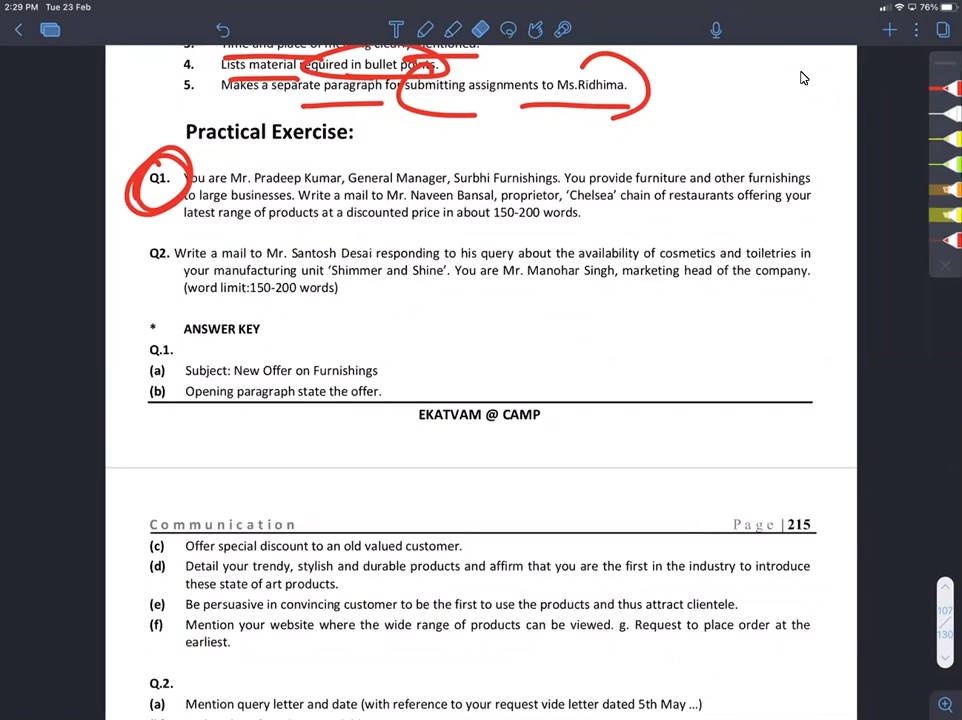 2:29 PM Tue 23 Feb
76%
T
3. Time and place of meeting clearly mentioned.
4. Lists material required in bullet points.
5. Makes a separate paragraph for submitting assignments to Ms.Ridhima.
Practical Exercise:
Q1. You are Mr. Pradeep Kumar, General Manager, Surbhi Furnishings. You provide furniture and other furnishings
to large businesses. Write a mail to Mr. Naveen Bansal, proprietor, ‘Chelsea’ chain of restaurants offering your
latest range of products at a discounted price in about 150-200 words.
Q2. Write a mail to Mr. Santosh Desai responding to his query about the availability of cosmetics and toiletries in
your manufacturing unit ‘Shimmer and Shine’. You are Mr. Manohar Singh, marketing head of the company.
(word limit:150-200 words)
* ANSWER KEY
Q.1.
(a) Subject: New Offer on Furnishings
(b) Opening paragraph state the offer.
EKATVAM @ CAMP
Communication Page | 215
(c) Offer special discount to an old valued customer.
(d) Detail your trendy, stylish and durable products and affirm that you are the first in the industry to introduce
these state of art products.
(e) Be persuasive in convincing customer to be the first to use the products and thus attract clientele.
(f) Mention your website where the wide range of products can be viewed. g. Request to place order at the
earliest.
107
130
Q.2.
(a) Mention query letter and date (with reference to your request vide letter dated 5th May ...)